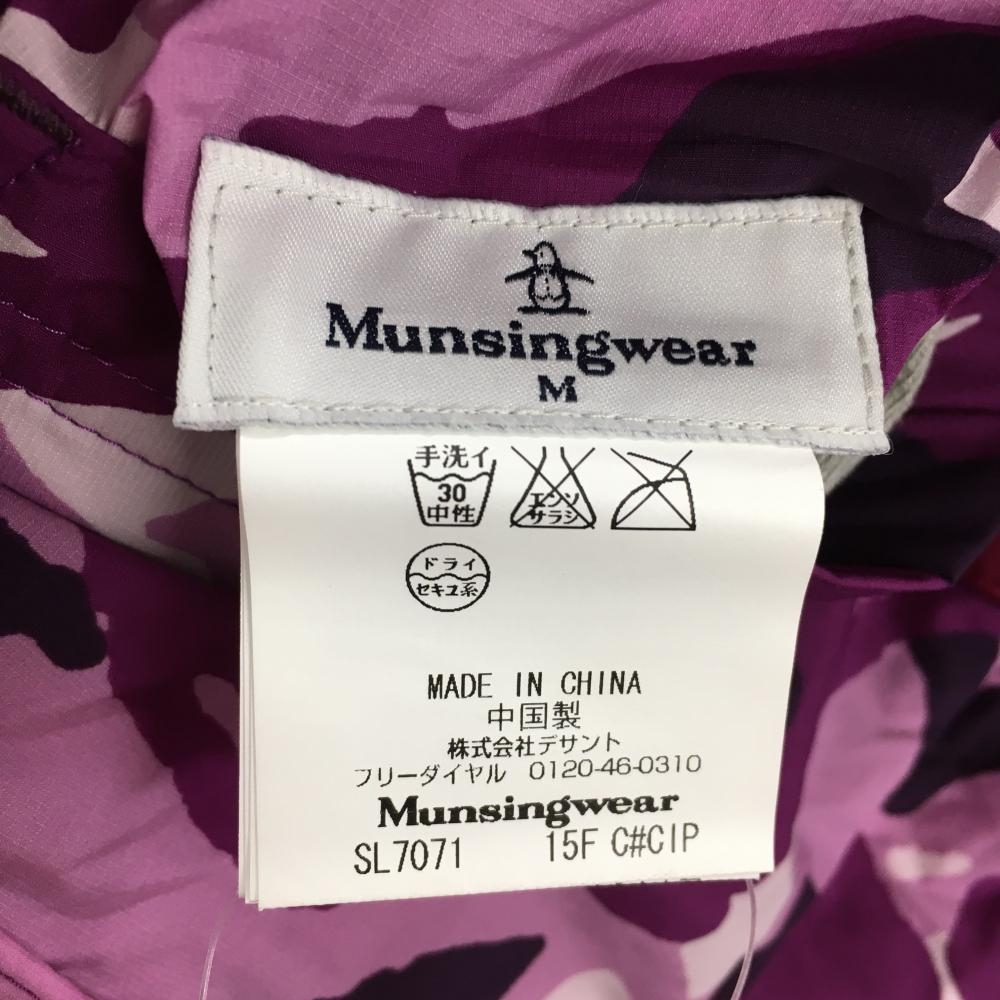 Munsingwear
M
手洗イ
30
中性
エンソ
サラシ
ドライ
セキユ系
MADE IN CHINA
中国製
株式会社デサント
フリーダイヤル 0120-46-0310
Munsingwear
SL7071 15F C#CIP